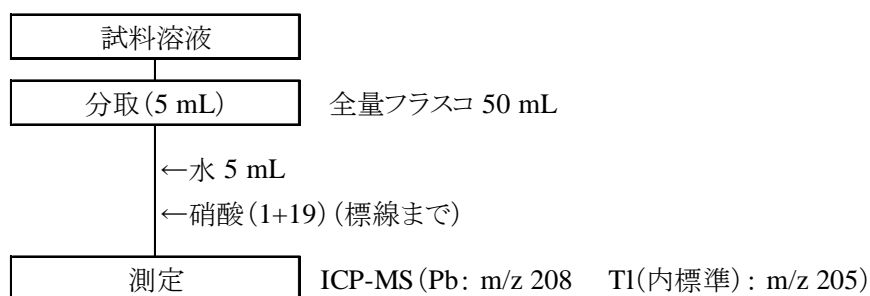 試料溶液
分取(5 mL) 全量フラスコ 50 mL
←水 5 mL
←硝酸(1+19)(標線まで)
測定 ICP-MS(Pb: m/z 208 Tl(内標準): m/z 205)